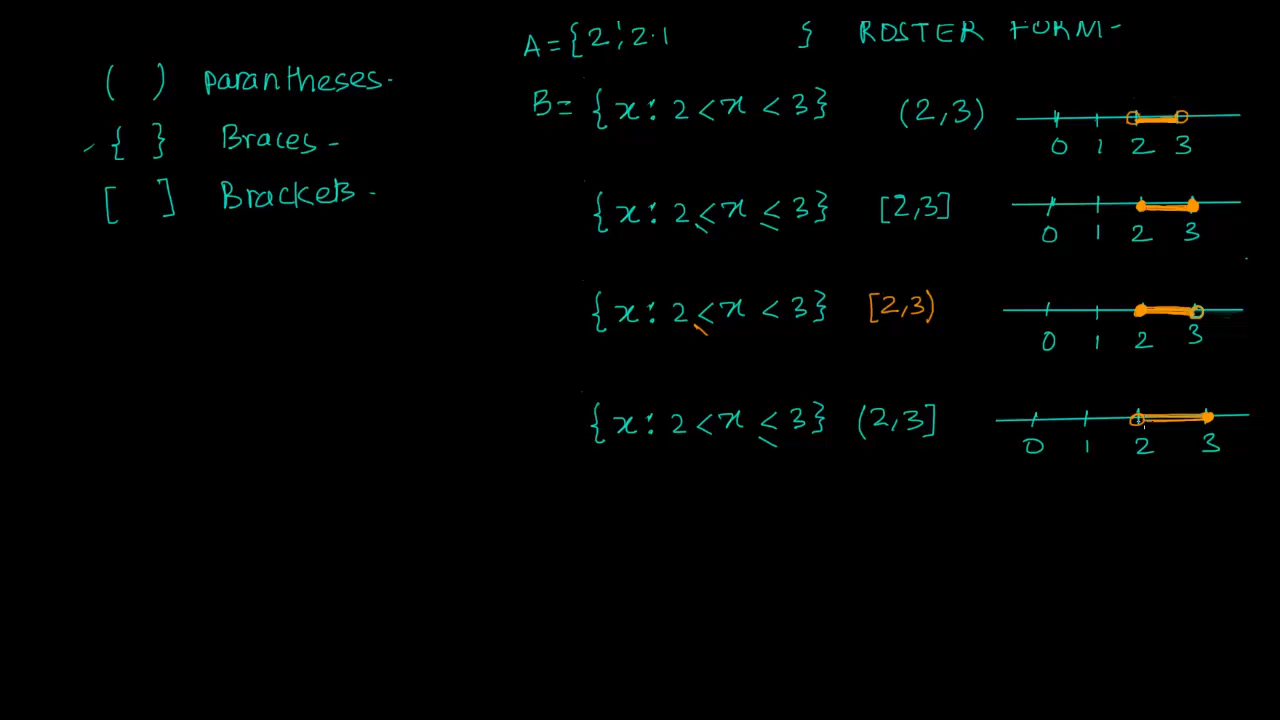 ( ) Parantheses.
{ } Braces.
[ ] Brackets.
A = {2, 2.1 } ROSTER FORM
B = {x : 2 < x < 3} (2,3)
0 1 2 3
{x : 2 ≤ x ≤ 3} [2,3]
0 1 2 3
{x : 2 ≤ x < 3} [2,3)
0 1 2 3
{x : 2 < x ≤ 3} (2,3]
0 1 2 3